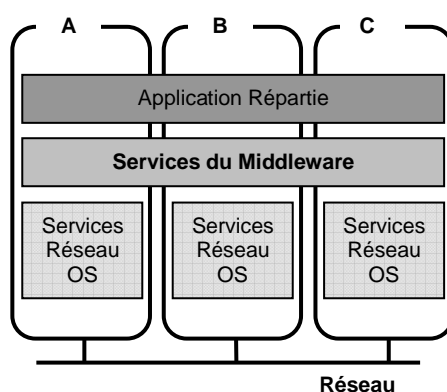 A B C
Application Répartie
Services du Middleware
Services
Réseau
OS
Services
Réseau
OS
Services
Réseau
OS
Réseau